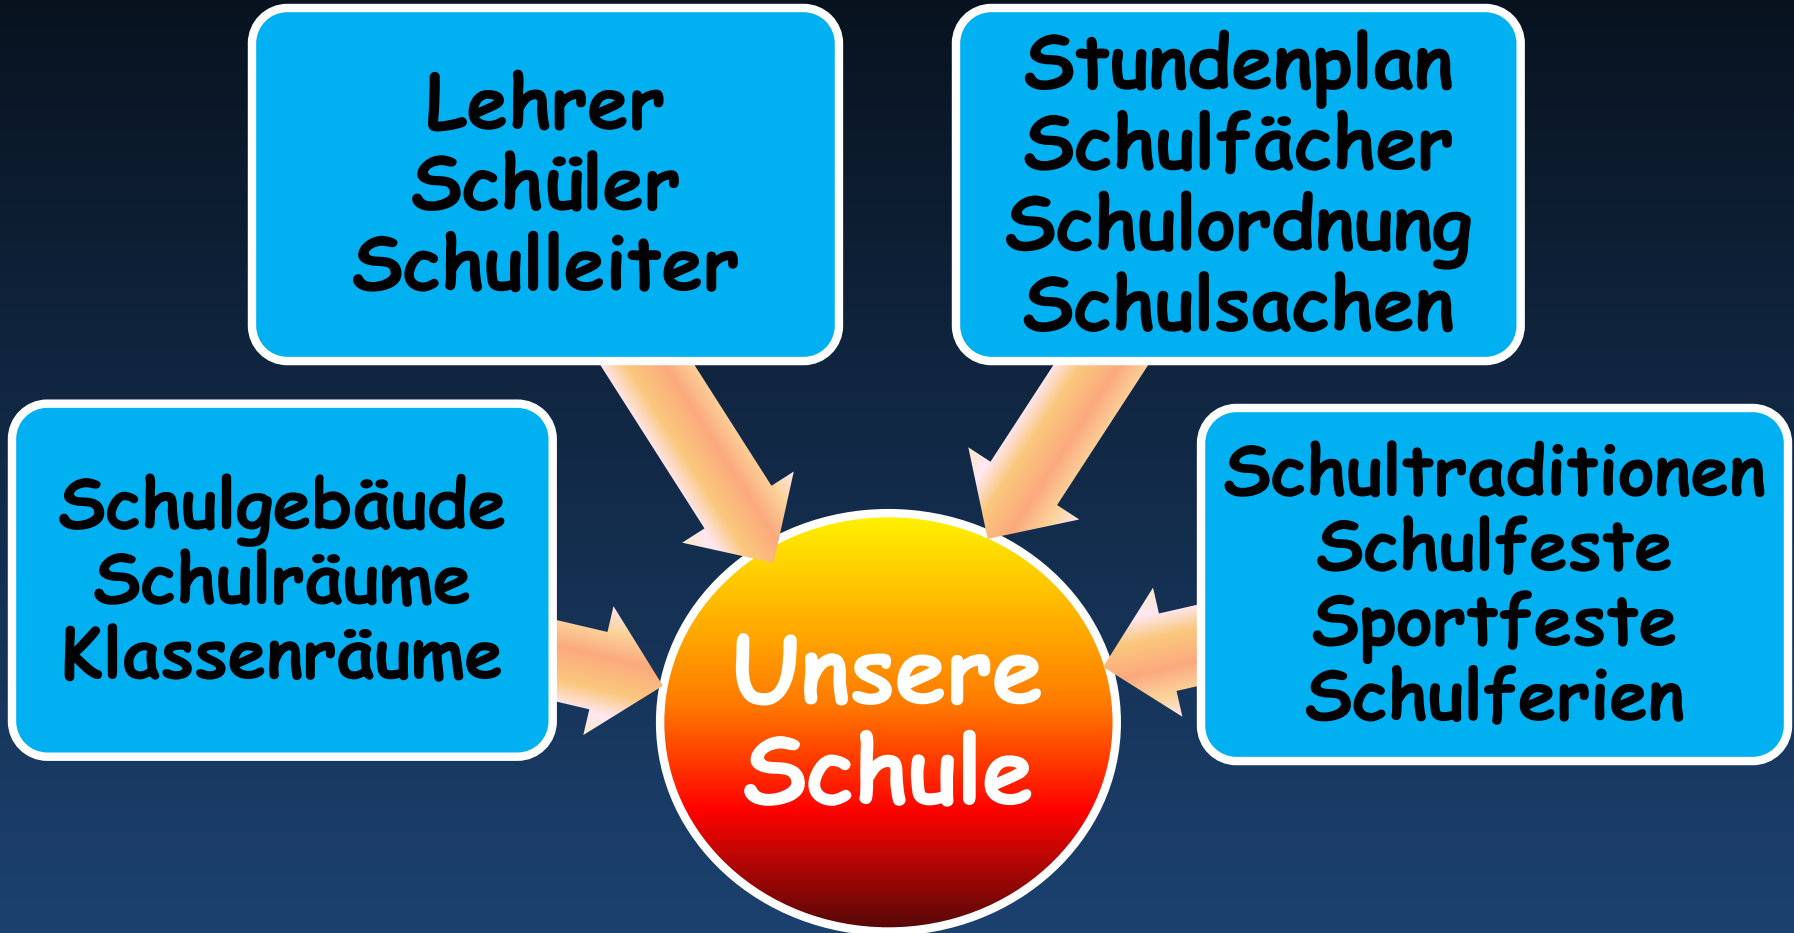 Lehrer
Schüler
Schulleiter
Stundenplan
Schulfächer
Schulordnung
Schulsachen
Schulgebäude
Schulräume
Klassenräume
Schultraditionen
Schulfeste
Sportfeste
Schulferien
Unsere
Schule